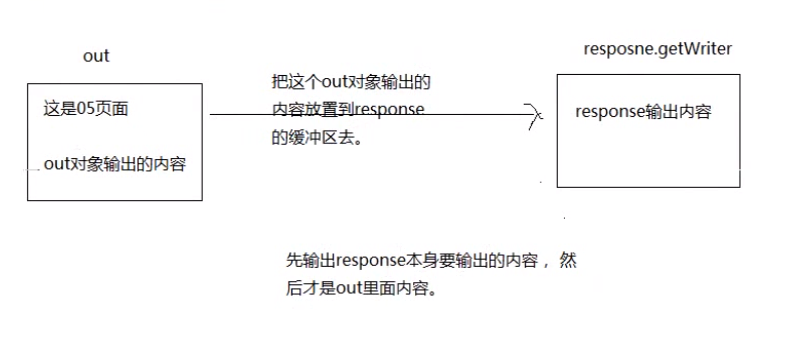 out
resposne.getWriter
这是05页面
out对象输出的内容
把这个out对象输出的
内容放置到response
的缓冲区去。
response输出内容
先输出response本身要输出的内容，然
后才是out里面内容。